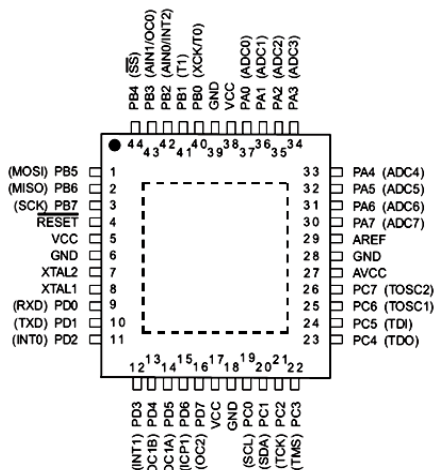 PB4 (SS)
PB3 (AIN1/OC0)
PB2 (AIN0/INT2)
PB1 (T1)
PB0 (XCK/T0)
GND
VCC
PA0 (ADC0)
PA1 (ADC1)
PA2 (ADC2)
PA3 (ADC3)
44
43
42
41
40
39
38
37
36
35
34
(MOSI) PB5 1
(MISO) PB6 2
(SCK) PB7 3
RESET 4
VCC 5
GND 6
XTAL2 7
XTAL1 8
(RXD) PD0 9
(TXD) PD1 10
(INT0) PD2 11
33 PA4 (ADC4)
32 PA5 (ADC5)
31 PA6 (ADC6)
30 PA7 (ADC7)
29 AREF
28 GND
27 AVCC
26 PC7 (TOSC2)
25 PC6 (TOSC1)
24 PC5 (TDI)
23 PC4 (TDO)
12
13
14
15
16
17
18
19
20
21
22
(INT1) PD3
OC1B) PD4
OC1A) PD5
(ICP1) PD6
(OC2) PD7
VCC
GND
(SCL) PC0
(SDA) PC1
(TCK) PC2
(TMS) PC3